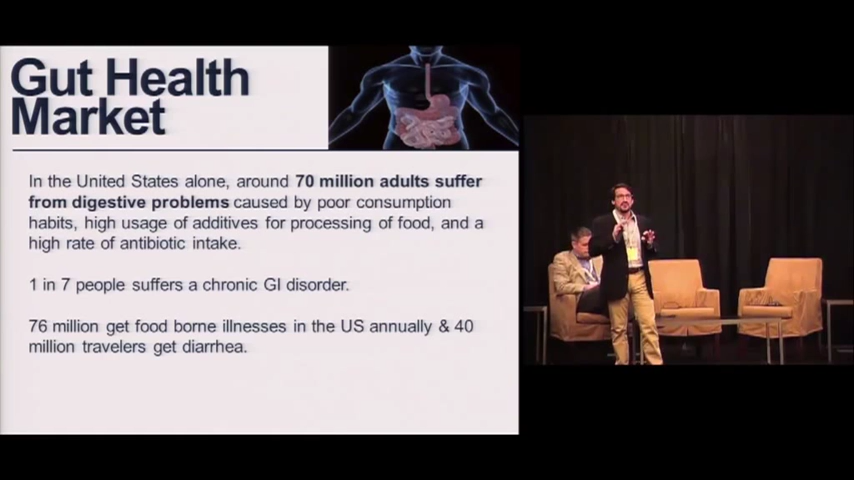 Gut Health
Market
In the United States alone, around 70 million adults suffer
from digestive problems caused by poor consumption
habits, high usage of additives for processing of food, and a
high rate of antibiotic intake.
1 in 7 people suffers a chronic GI disorder.
76 million get food borne illnesses in the US annually & 40
million travelers get diarrhea.